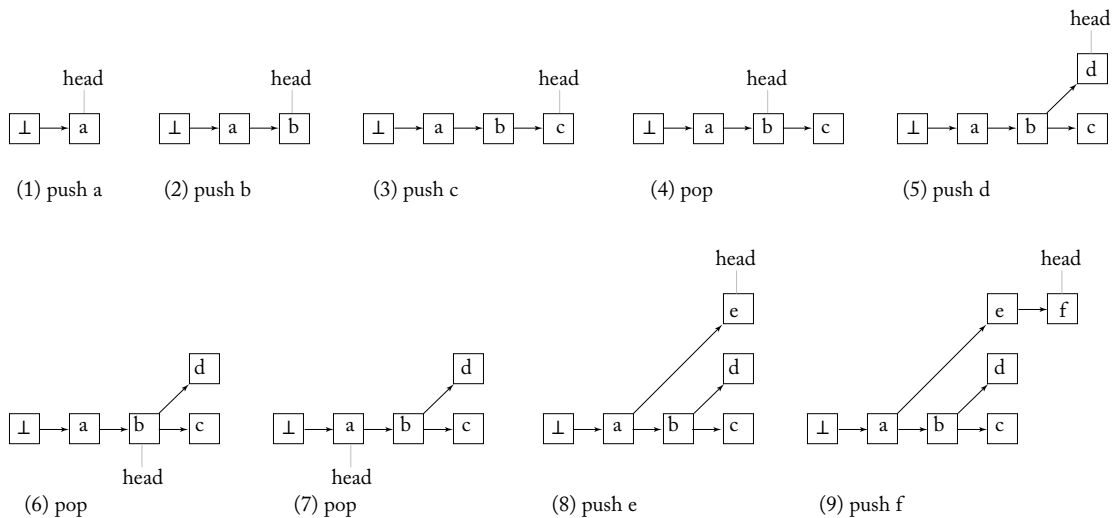 head
head
head
head
head
d
⊥ a
⊥ a b
⊥ a b c
⊥ a b c
⊥ a b c
(1) push a
(2) push b
(3) push c
(4) pop
(5) push d
head
head
e
e f
d
d
d
d
⊥ a b c
⊥ a b c
⊥ a b c
⊥ a b c
head
head
(6) pop
(7) pop
(8) push e
(9) push f